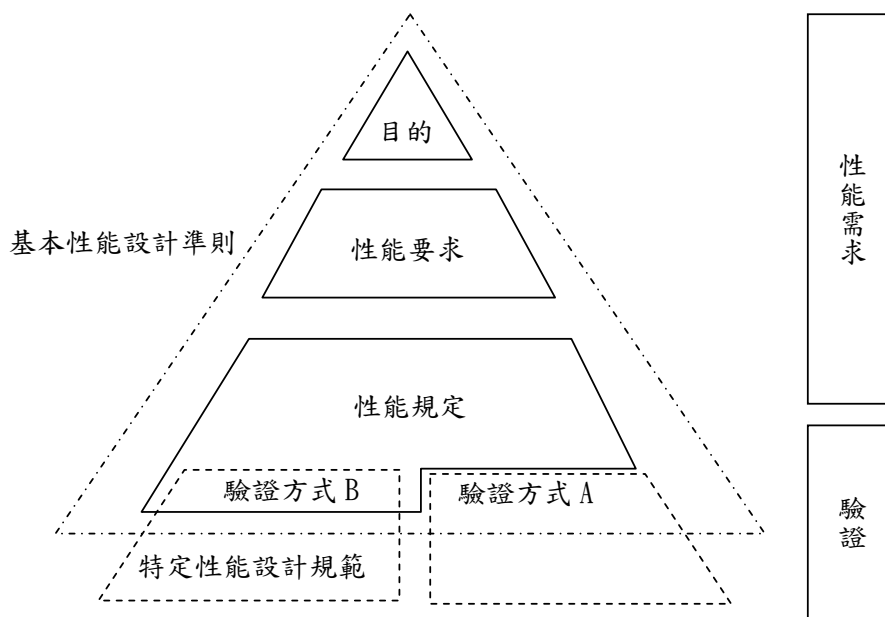 目的
基本性能設計準則
性能要求
性能規定
驗證方式 B
驗證方式 A
特定性能設計規範
性能需求
驗證